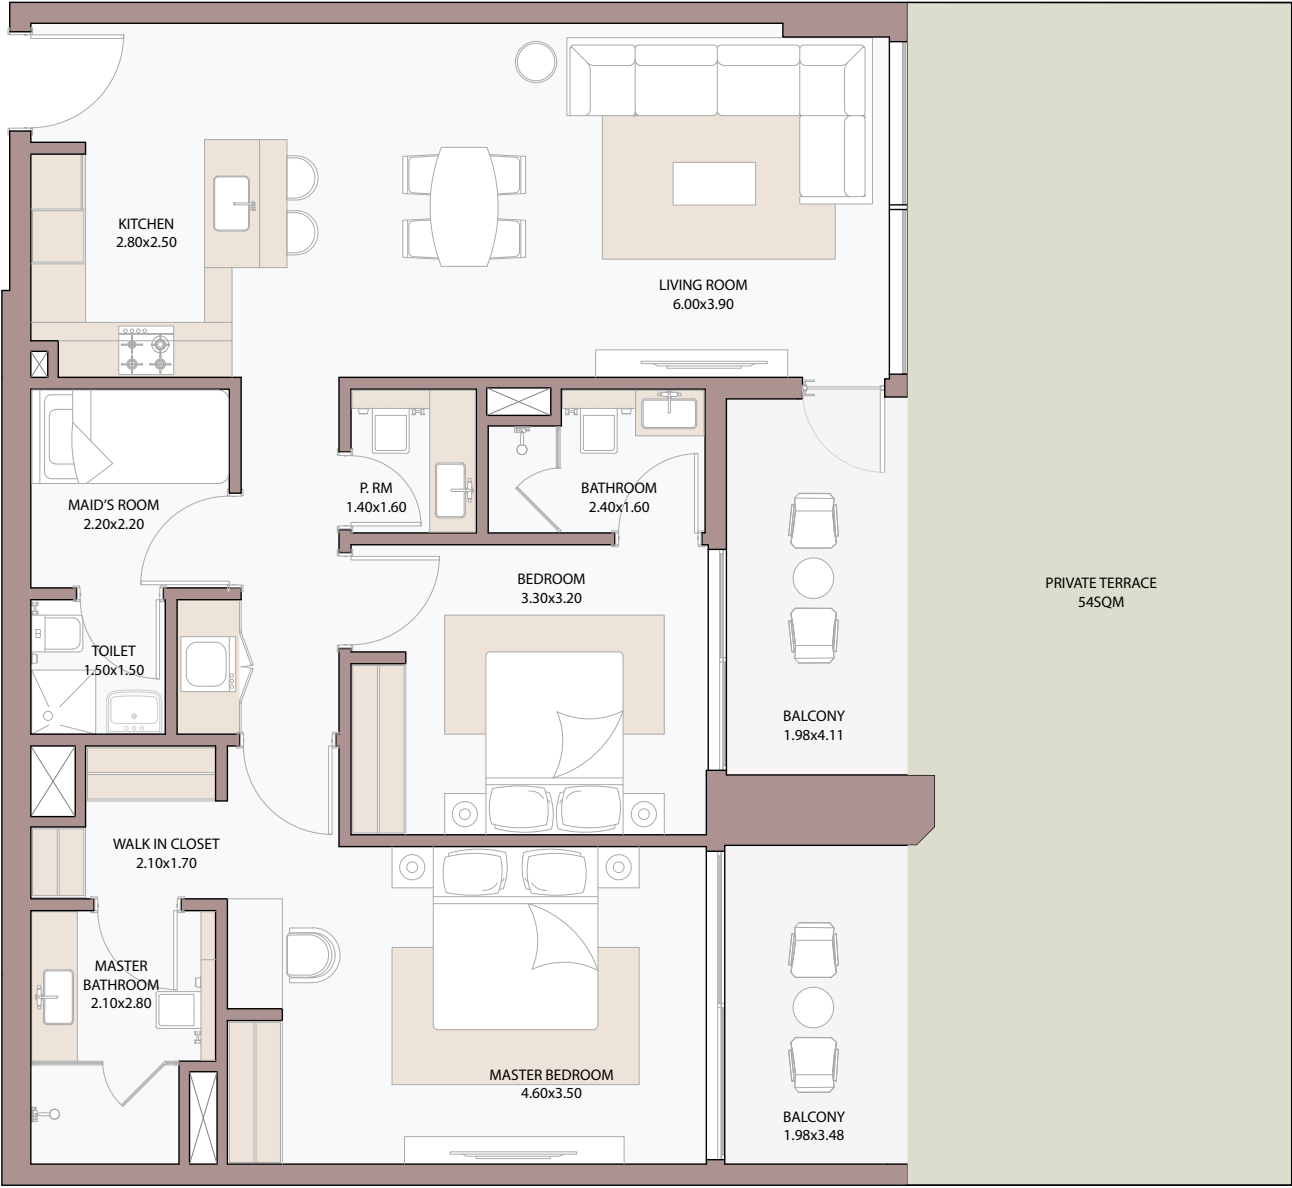 KITCHEN
2.80x2.50
LIVING ROOM
6.00x3.90
MAID'S ROOM
2.20x2.20
P. RM
1.40x1.60
BATHROOM
2.40x1.60
BEDROOM
3.30x3.20
PRIVATE TERRACE
54SQM
TOILET
1.50x1.50
BALCONY
1.98x4.11
WALK IN CLOSET
2.10x1.70
MASTER
BATHROOM
2.10x2.80
MASTER BEDROOM
4.60x3.50
BALCONY
1.98x3.48